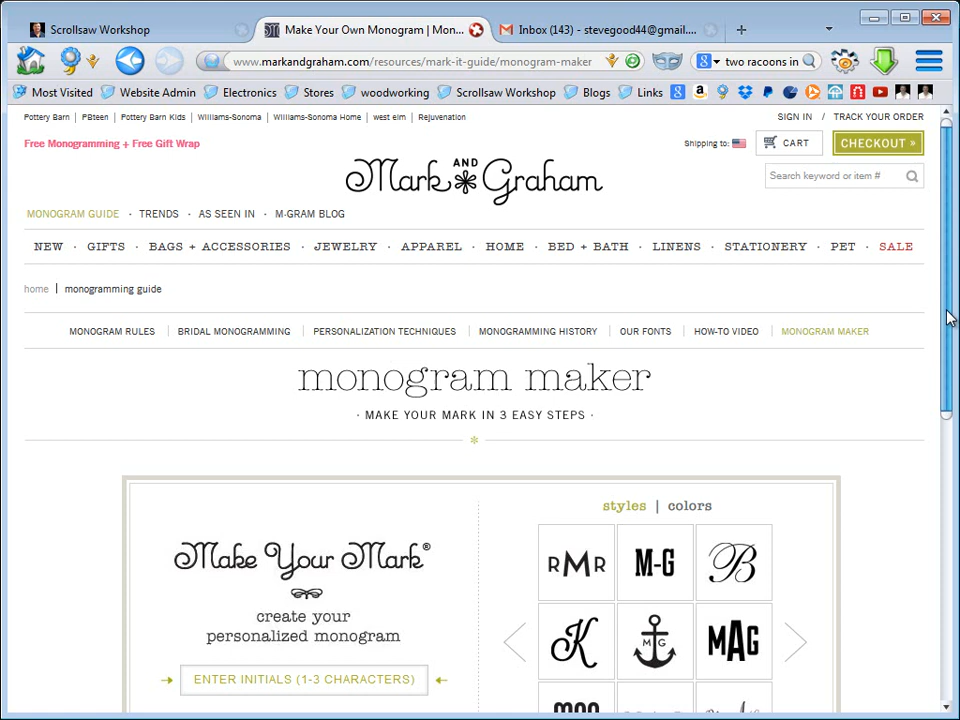 Scrollsaw Workshop
Make Your Own Monogram | Mon...
Inbox (143) - stevegood44@gmail....
www.markandgraham.com/resources/mark-it-guide/monogram-maker
two racoons in
Most Visited
Website Admin
Electronics
Stores
woodworking
Scrollsaw Workshop
Blogs
Links
Pottery Barn | PBteen | Pottery Barn Kids | Williams-Sonoma | Williams-Sonoma Home | west elm | Rejuvenation
SIGN IN / TRACK YOUR ORDER
Free Monogramming + Free Gift Wrap
Shipping to:
CART
CHECKOUT »
Mark AND Graham
Search keyword or item #
MONOGRAM GUIDE · TRENDS · AS SEEN IN · M-GRAM BLOG
NEW · GIFTS · BAGS + ACCESSORIES · JEWELRY · APPAREL · HOME · BED + BATH · LINENS · STATIONERY · PET · SALE
home | monogramming guide
MONOGRAM RULES | BRIDAL MONOGRAMMING | PERSONALIZATION TECHNIQUES | MONOGRAMMING HISTORY | OUR FONTS | HOW-TO VIDEO | MONOGRAM MAKER
monogram maker
· MAKE YOUR MARK IN 3 EASY STEPS ·
styles | colors
Make Your Mark®
create your
personalized monogram
ENTER INITIALS (1-3 CHARACTERS)
RMR
M-G
B
K
M G
MAG